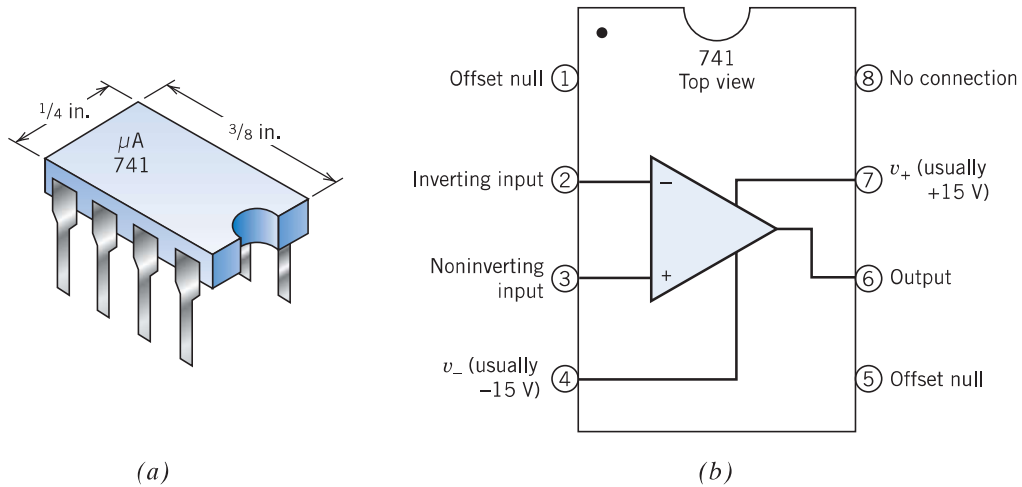 1/4 in.
3/8 in.
μA
741
(a)
741
Top view
Offset null 1
8 No connection
Inverting input 2
7 v+ (usually
+15 V)
−
Noninverting
input 3
+
6 Output
v− (usually
−15 V) 4
5 Offset null
(b)